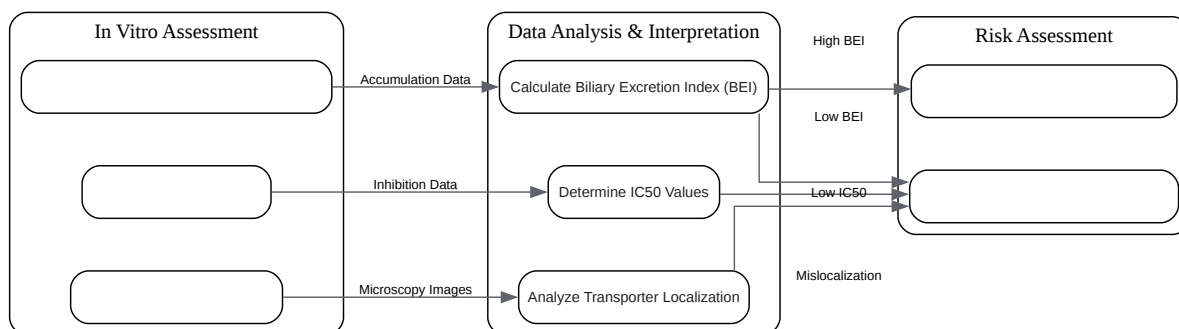 In Vitro Assessment
Data Analysis & Interpretation
Risk Assessment
High BEI
Accumulation Data
Calculate Biliary Excretion Index (BEI)
Low BEI
Inhibition Data
Determine IC50 Values
Low IC50
Mislocalization
Microscopy Images
Analyze Transporter Localization